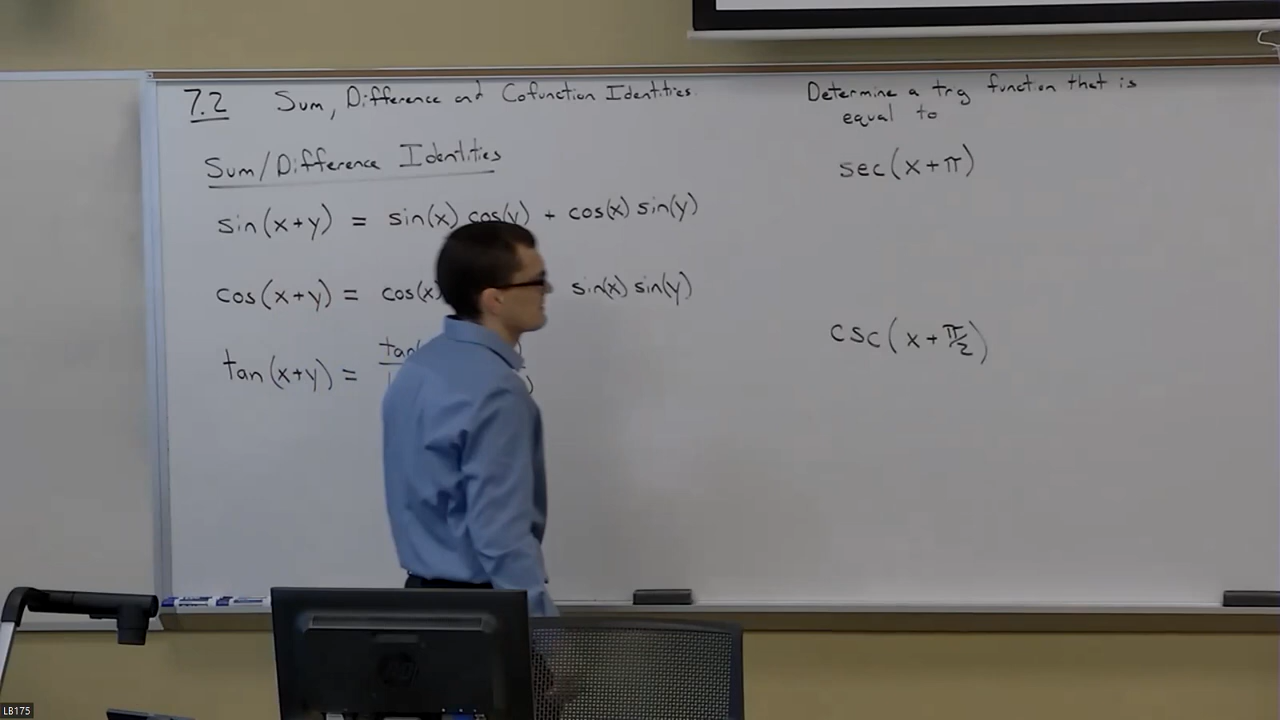 7.2 Sum, Difference and Cofunction Identities.
Sum/Difference Identities
sin(x+y) = sin(x) cos(y) + cos(x) sin(y)
cos(x+y) = cos(x) sin(x) sin(y)
tan(x+y) = tan(
Determine a trig function that is
equal to
sec(x+π)
csc(x+π/2)
LB175